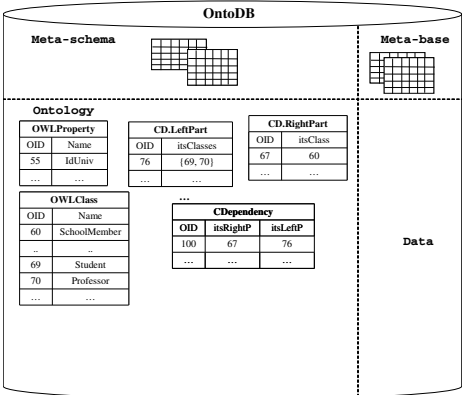 OntoDB
Meta-schema
Meta-base
Ontology
OWLProperty
OID Name
55 IdUniv
... ...
CD.LeftPart
OID itsClasses
76 {69, 70}
... ...
CD.RightPart
OID itsClass
67 60
... ...
OWLClass
OID Name
60 SchoolMember
.. ..
69 Student
70 Professor
... ...
...
CDependency
OID itsRightP itsLeftP
100 67 76
... ... ...
Data